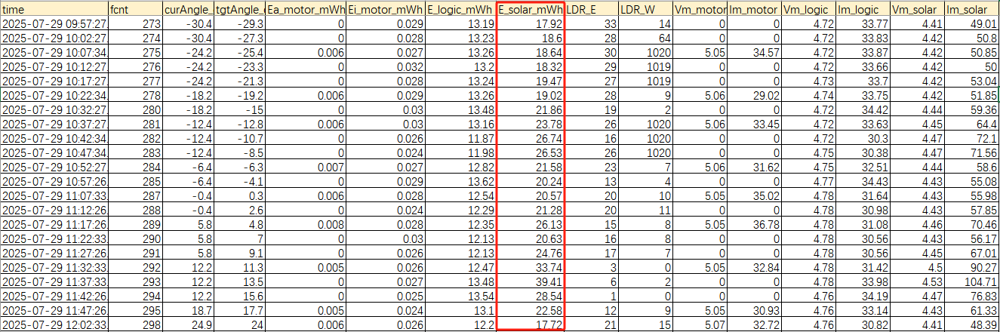 time fcnt curAngle_ tgtAngle_ Ea_motor_mWh Ei_motor_mWh E_logic_mWh E_solar_mWh LDR_E LDR_W Vm_motor Im_motor Vm_logic Im_logic Vm_solar Im_solar
2025-07-29 09:57:27. 273 -30.4 -29.3 0 0.029 13.19 17.92 33 14 0 0 4.72 33.77 4.41 49.01
2025-07-29 10:02:27. 274 -30.4 -27.3 0 0.028 13.23 18.6 28 64 0 0 4.72 33.83 4.42 50.8
2025-07-29 10:07:34. 275 -24.2 -25.4 0.006 0.027 13.26 18.64 30 1020 5.05 34.57 4.72 33.87 4.42 50.85
2025-07-29 10:12:27. 276 -24.2 -23.3 0 0.032 13.2 18.32 29 1019 0 0 4.72 33.66 4.42 50
2025-07-29 10:17:27. 277 -24.2 -21.3 0 0.028 13.24 19.47 27 1019 0 0 4.73 33.7 4.42 53.04
2025-07-29 10:22:34. 278 -18.2 -19.2 0.006 0.029 13.26 19.02 28 9 5.06 29.02 4.74 33.75 4.42 51.85
2025-07-29 10:32:27. 280 -18.2 -15 0 0.03 13.48 21.86 19 2 0 0 4.72 34.42 4.44 59.36
2025-07-29 10:37:27. 281 -12.4 -12.8 0.006 0.03 13.16 23.78 26 1020 5.06 33.45 4.72 33.63 4.45 64.4
2025-07-29 10:42:34. 282 -12.4 -10.7 0 0.026 11.87 26.74 16 1020 0 0 4.72 30.3 4.47 72.1
2025-07-29 10:47:34. 283 -12.4 -8.5 0 0.026 11.98 26.53 26 1020 0 0 4.75 30.38 4.47 71.56
2025-07-29 10:52:27. 284 -6.4 -6.3 0.007 0.027 12.82 21.58 23 7 5.06 31.62 4.75 32.51 4.44 58.6
2025-07-29 10:57:26. 285 -6.4 -4.1 0 0.029 13.62 20.24 13 4 0 0 4.77 34.43 4.43 55.08
2025-07-29 11:07:33. 287 -0.4 0.3 0.006 0.028 12.54 20.57 20 10 5.05 35.02 4.78 31.64 4.43 55.98
2025-07-29 11:12:26. 288 -0.4 2.6 0 0.024 12.29 21.28 20 11 0 0 4.78 30.98 4.43 57.85
2025-07-29 11:17:26. 289 5.8 4.8 0.008 0.028 12.35 26.13 15 8 5.05 36.78 4.78 31.08 4.46 70.46
2025-07-29 11:22:33. 290 5.8 7 0 0.03 12.13 20.63 16 8 0 0 4.78 30.56 4.43 56.17
2025-07-29 11:27:26. 291 5.8 9.1 0 0.026 12.13 24.76 17 7 0 0 4.78 30.56 4.45 67.01
2025-07-29 11:32:33. 292 12.2 11.3 0.005 0.026 12.47 33.74 3 0 5.05 32.84 4.78 31.42 4.5 90.27
2025-07-29 11:37:33. 293 12.2 13.5 0 0.027 13.48 39.41 6 2 0 0 4.78 33.98 4.53 104.71
2025-07-29 11:42:26. 294 12.2 15.6 0 0.025 13.54 28.54 1 0 0 0 4.76 34.19 4.47 76.83
2025-07-29 11:47:26. 295 18.7 17.7 0.005 0.024 13.1 22.58 12 9 5.05 30.93 4.76 33.14 4.43 61.33
2025-07-29 12:02:33. 298 24.9 24 0.006 0.026 12.2 17.72 21 15 5.07 32.72 4.76 30.82 4.41 48.39